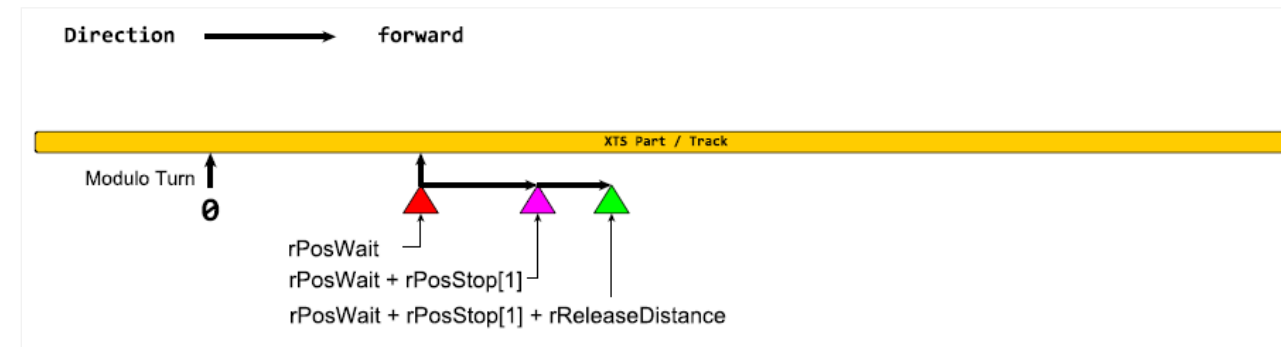 Direction forward
XTS Part / Track
Modulo Turn
0
rPosWait
rPosWait + rPosStop[1]
rPosWait + rPosStop[1] + rReleaseDistance